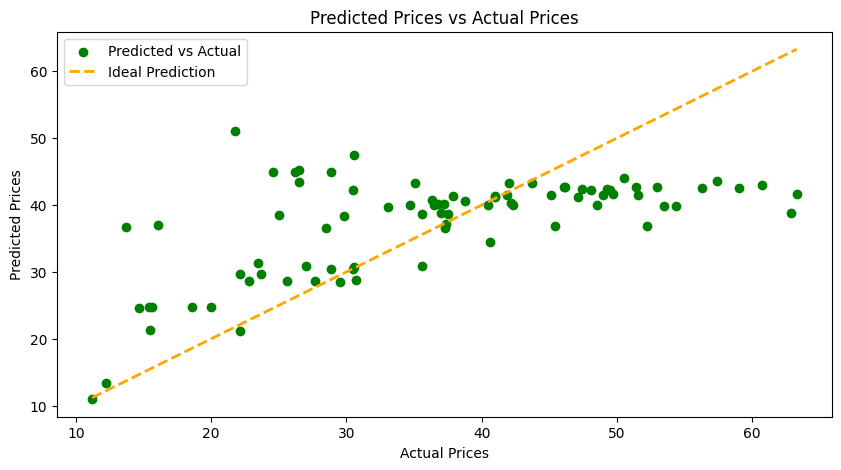 Predicted Prices vs Actual Prices
Predicted vs Actual
Ideal Prediction
Predicted Prices
60
50
40
30
20
10
10 20 30 40 50 60
Actual Prices